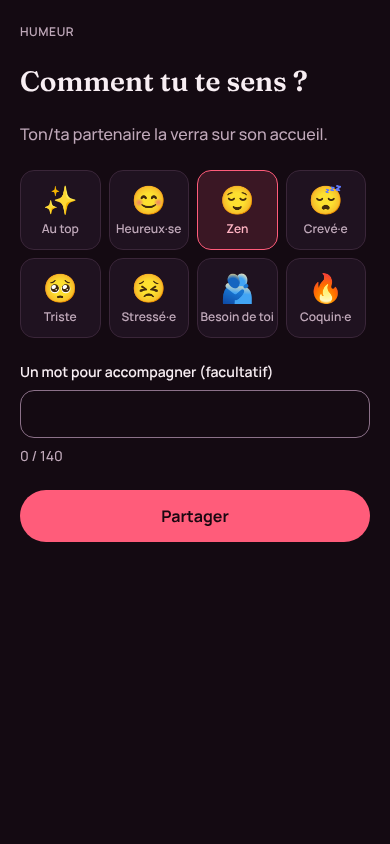 HUMEUR
Comment tu te sens ?
Ton/ta partenaire la verra sur son accueil.
Au top
Heureux·se
Zen
Crevé·e
Triste
Stressé·e
Besoin de toi
Coquin·e
Un mot pour accompagner (facultatif)
0 / 140
Partager